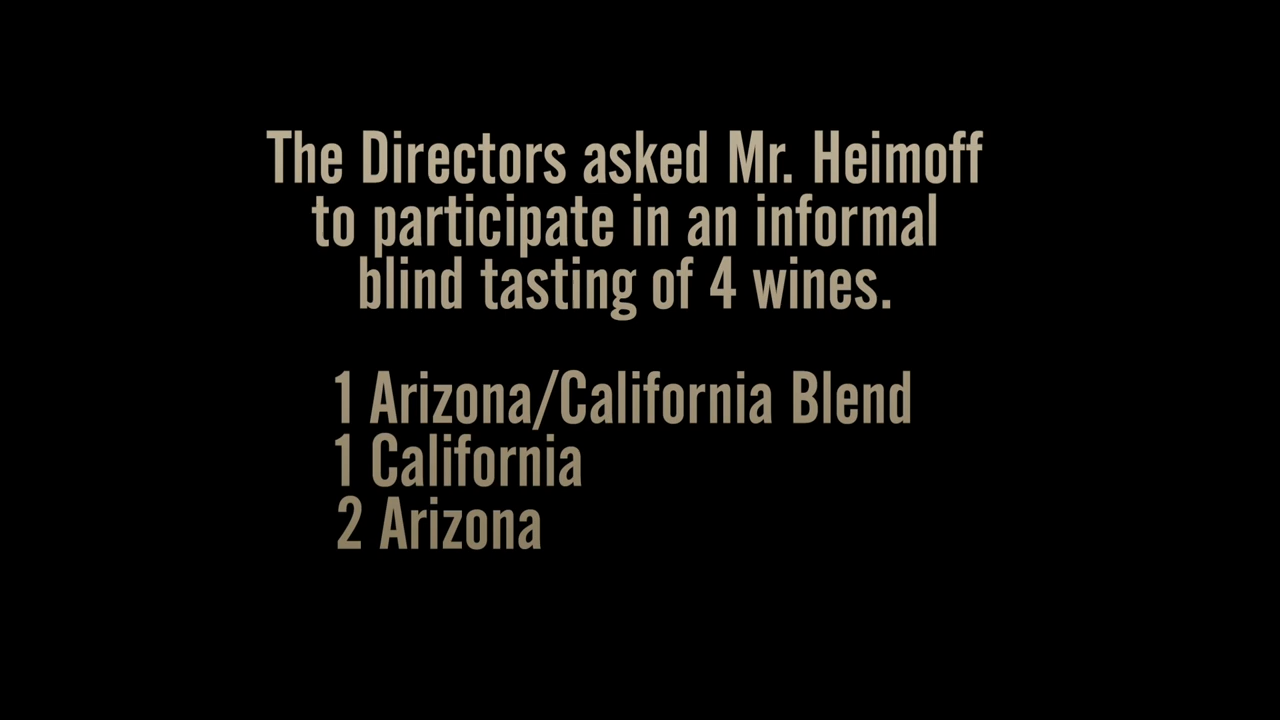 The Directors asked Mr. Heimoff
to participate in an informal
blind tasting of 4 wines.
1 Arizona/California Blend
1 California
2 Arizona